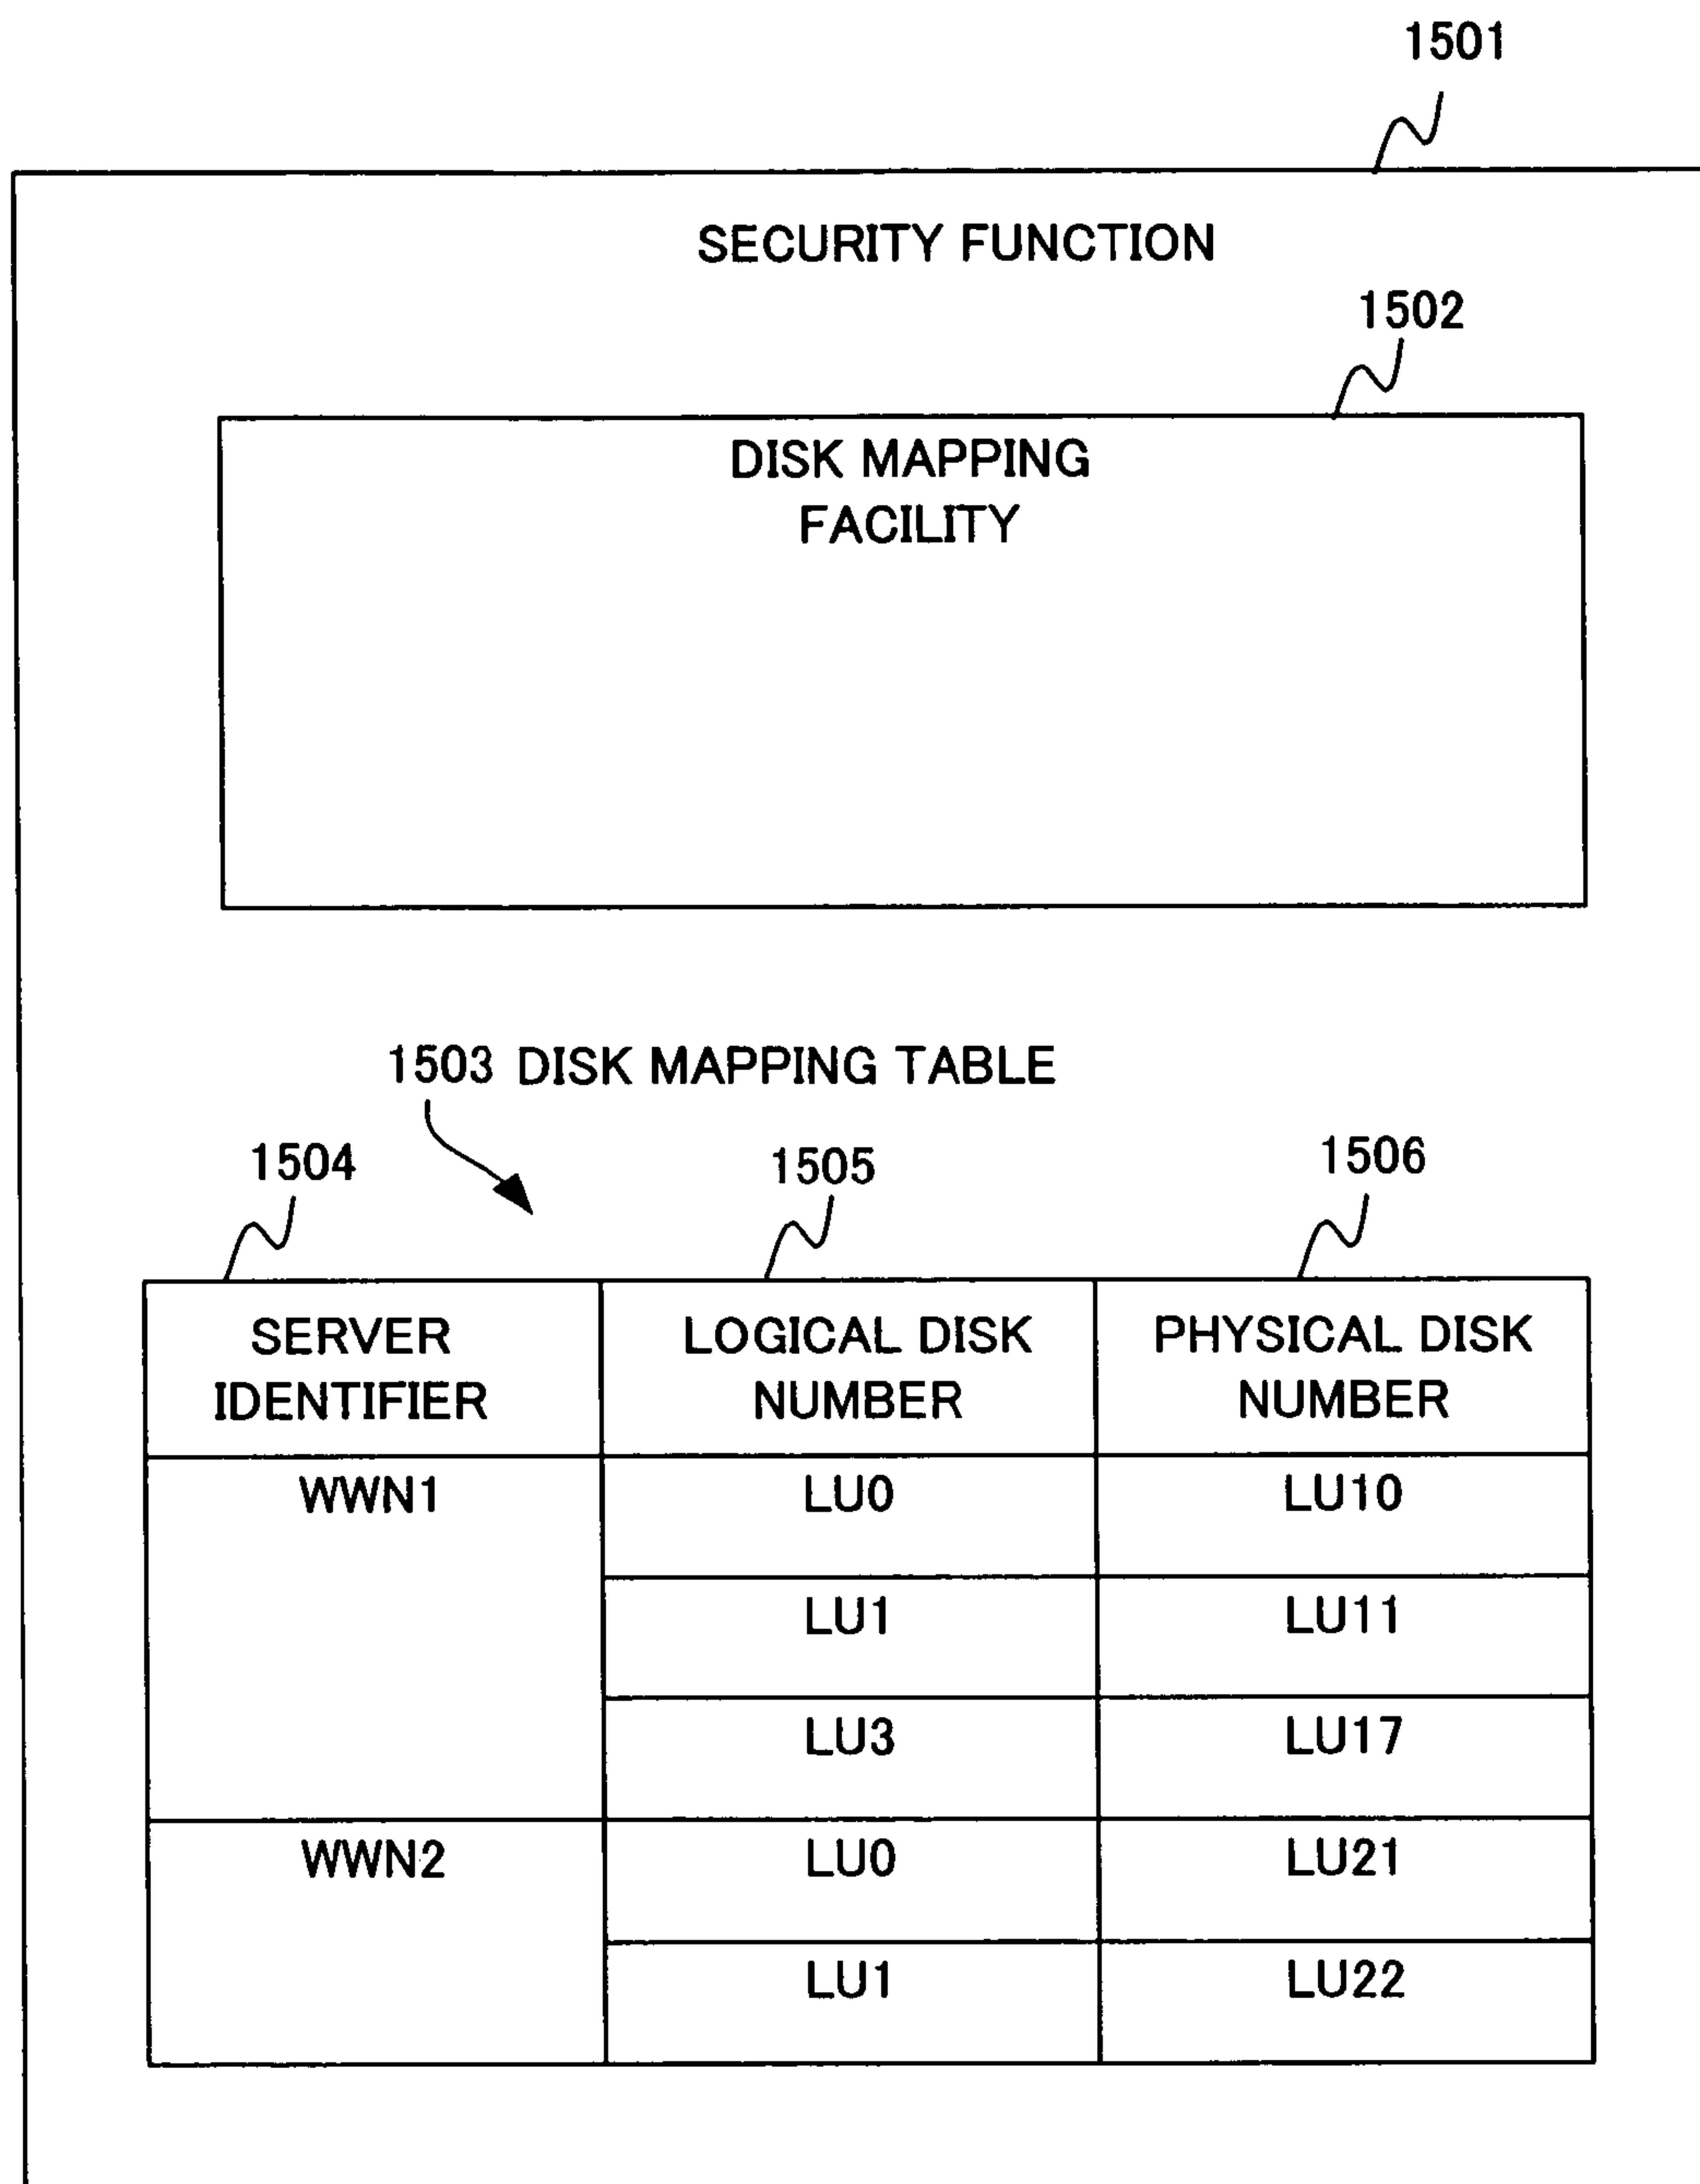 1501
SECURITY FUNCTION
1502
DISK MAPPING
FACILITY
1503 DISK MAPPING TABLE
1504 1505 1506
SERVER IDENTIFIER LOGICAL DISK NUMBER PHYSICAL DISK NUMBER
WWN1 LU0 LU10
LU1 LU11
LU3 LU17
WWN2 LU0 LU21
LU1 LU22